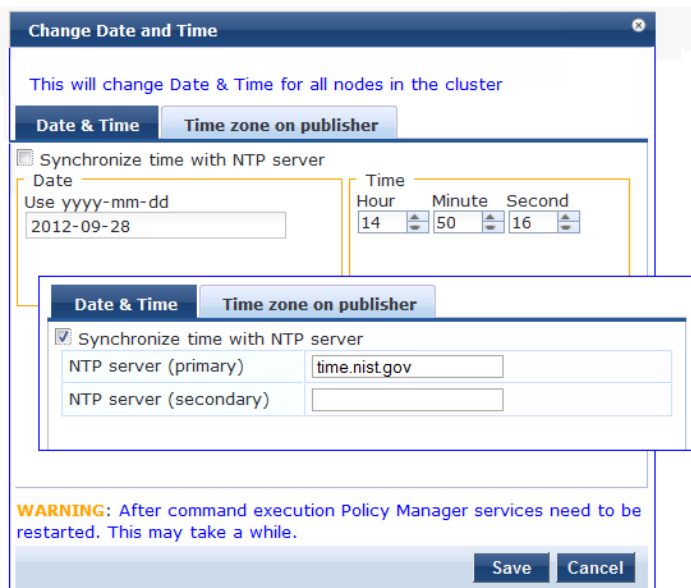 Change Date and Time
This will change Date & Time for all nodes in the cluster
Date & Time Time zone on publisher
Synchronize time with NTP server
Date Time
Use yyyy-mm-dd Hour Minute Second
2012-09-28 14 50 16
Date & Time Time zone on publisher
Synchronize time with NTP server
NTP server (primary) time.nist.gov
NTP server (secondary)
WARNING: After command execution Policy Manager services need to be
restarted. This may take a while.
Save Cancel